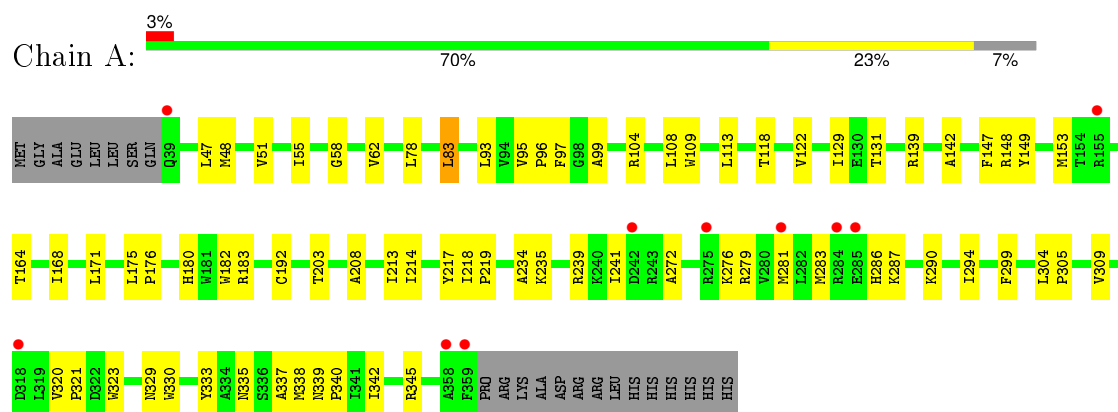 3%
Chain A:
70% 23% 7%
MET GLY ALA GLU LEU LEU SER GLN Q39 L47 M48 V51 I55 G58 V62 L78 L83 L93 V94 V95 P96 F97 G98 A99 R104 L108 W109 L113 T118 V122 I129 E130 T131 R139 A142 F147 R148 Y149 M153 T154 R155
T164 I168 L171 L175 P176 H180 W181 W182 R183 C192 T203 A208 I213 I214 Y217 I218 P219 A234 K235 R239 K240 I241 D242 R243 A272 R275 K276 R279 V280 M281 L282 M283 R284 E285 H286 K287 K290 I294 F299 L304 P305 V309
D318 L319 V320 P321 D322 W323 N329 W330 Y333 A334 N335 S336 A337 M338 N339 P340 I341 I342 R345 A358 F359 PRO ARG LYS ALA ASP ARG ARG LEU HIS HIS HIS HIS HIS HIS